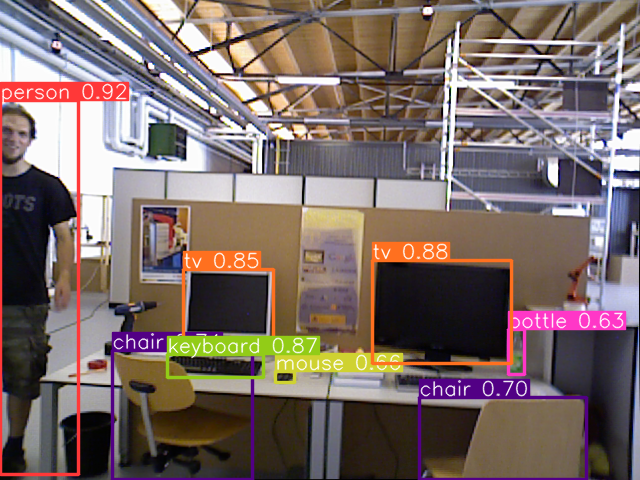 person 0.92
OTS
tv 0.85
tv 0.88
bottle 0.63
chair
keyboard 0.87
mouse 0.66
chair 0.70